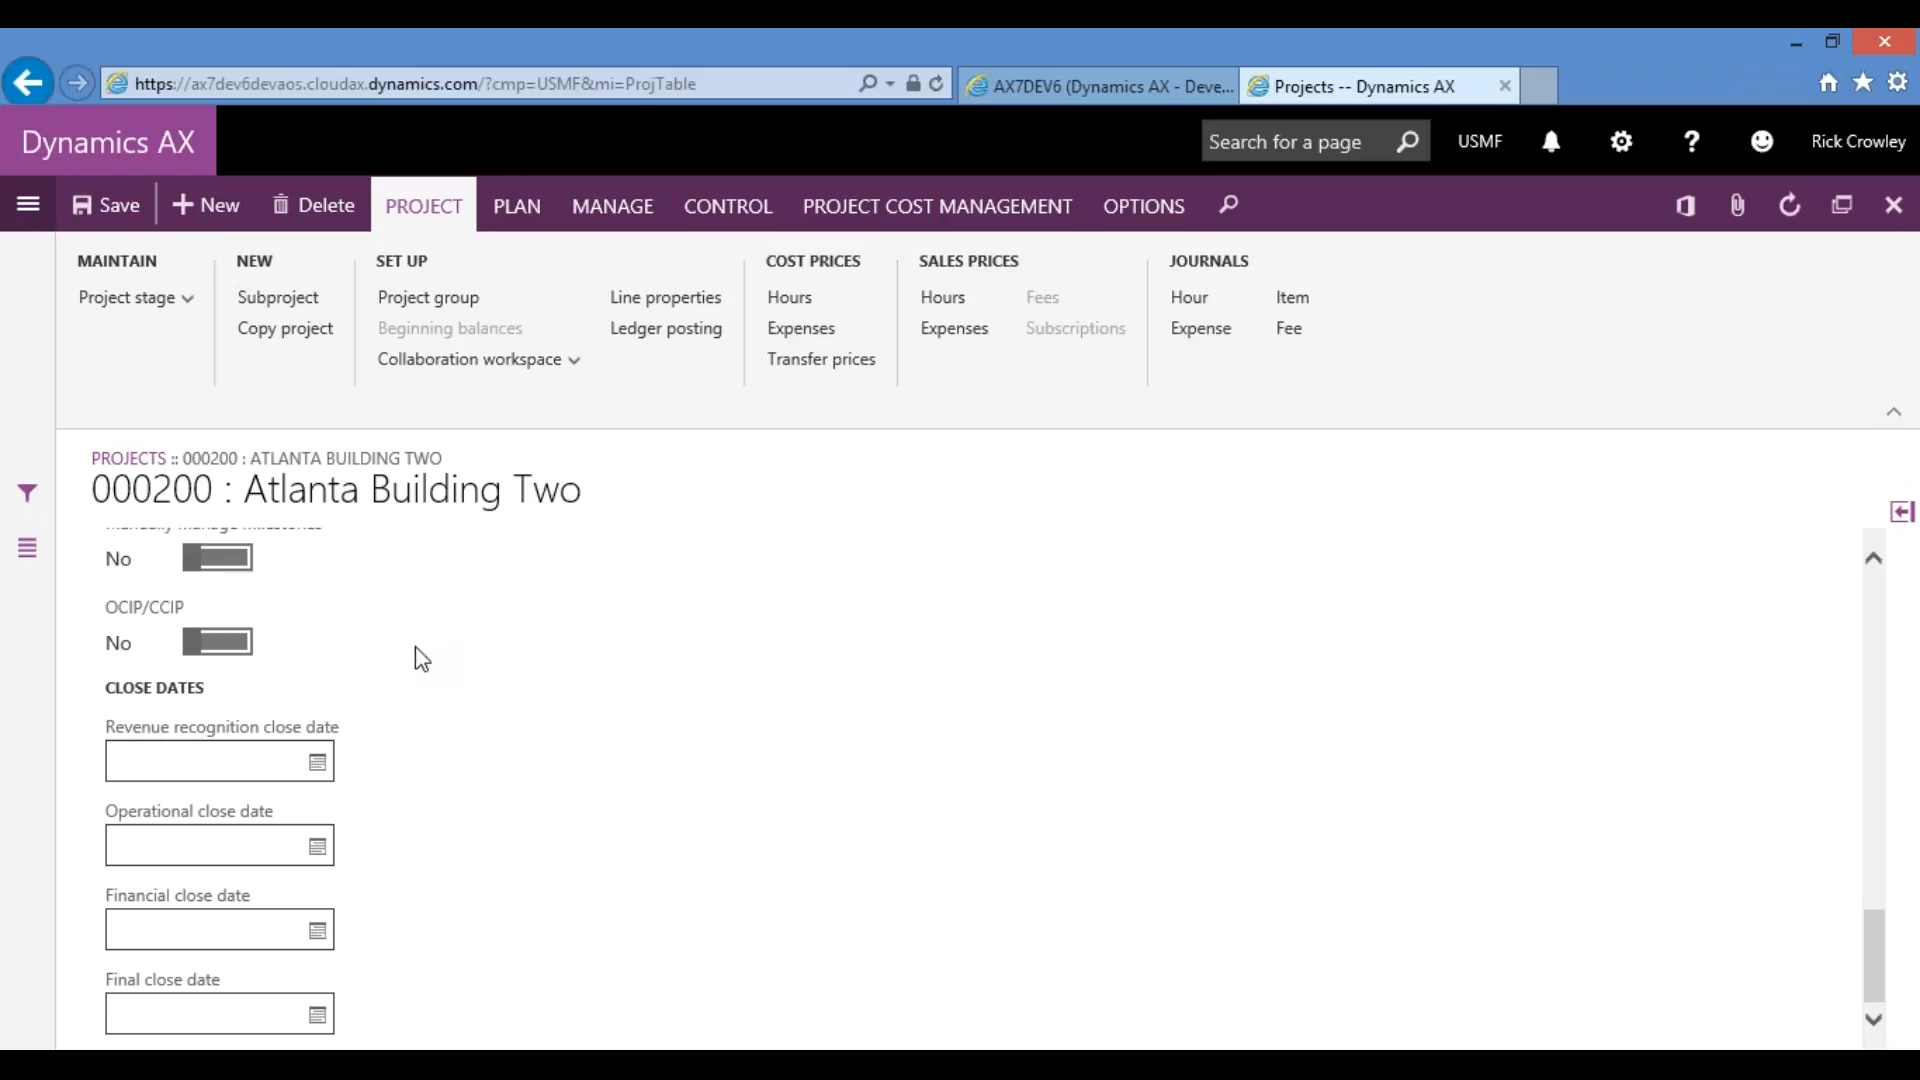 https://ax7dev6devaos.cloudax.dynamics.com/?cmp=USMF&mi=ProjTable
AX7DEV6 (Dynamics AX - Deve...
Projects -- Dynamics AX
Dynamics AX
Search for a page
USMF
Rick Crowley
Save
New
Delete
PROJECT
PLAN
MANAGE
CONTROL
PROJECT COST MANAGEMENT
OPTIONS
MAINTAIN
Project stage
NEW
Subproject
Copy project
SET UP
Project group
Beginning balances
Collaboration workspace
Line properties
Ledger posting
COST PRICES
Hours
Expenses
Transfer prices
SALES PRICES
Hours
Expenses
Fees
Subscriptions
JOURNALS
Hour
Expense
Item
Fee
PROJECTS :: 000200 : ATLANTA BUILDING TWO
000200 : Atlanta Building Two
Manually manage milestones
No
OCIP/CCIP
No
CLOSE DATES
Revenue recognition close date
Operational close date
Financial close date
Final close date